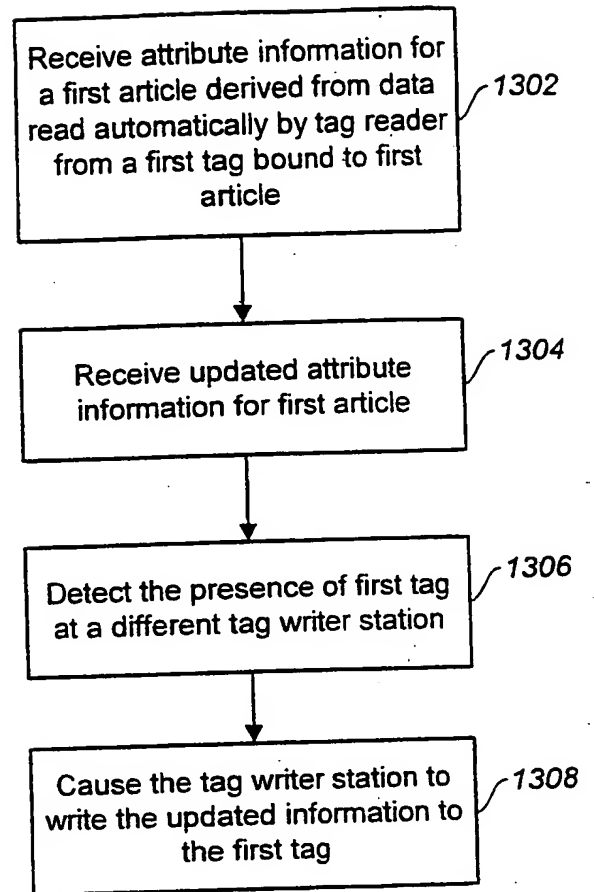 Receive attribute information for
a first article derived from data
read automatically by tag reader
from a first tag bound to first
article
1302
Receive updated attribute
information for first article
1304
Detect the presence of first tag
at a different tag writer station
1306
Cause the tag writer station to
write the updated information to
the first tag
1308